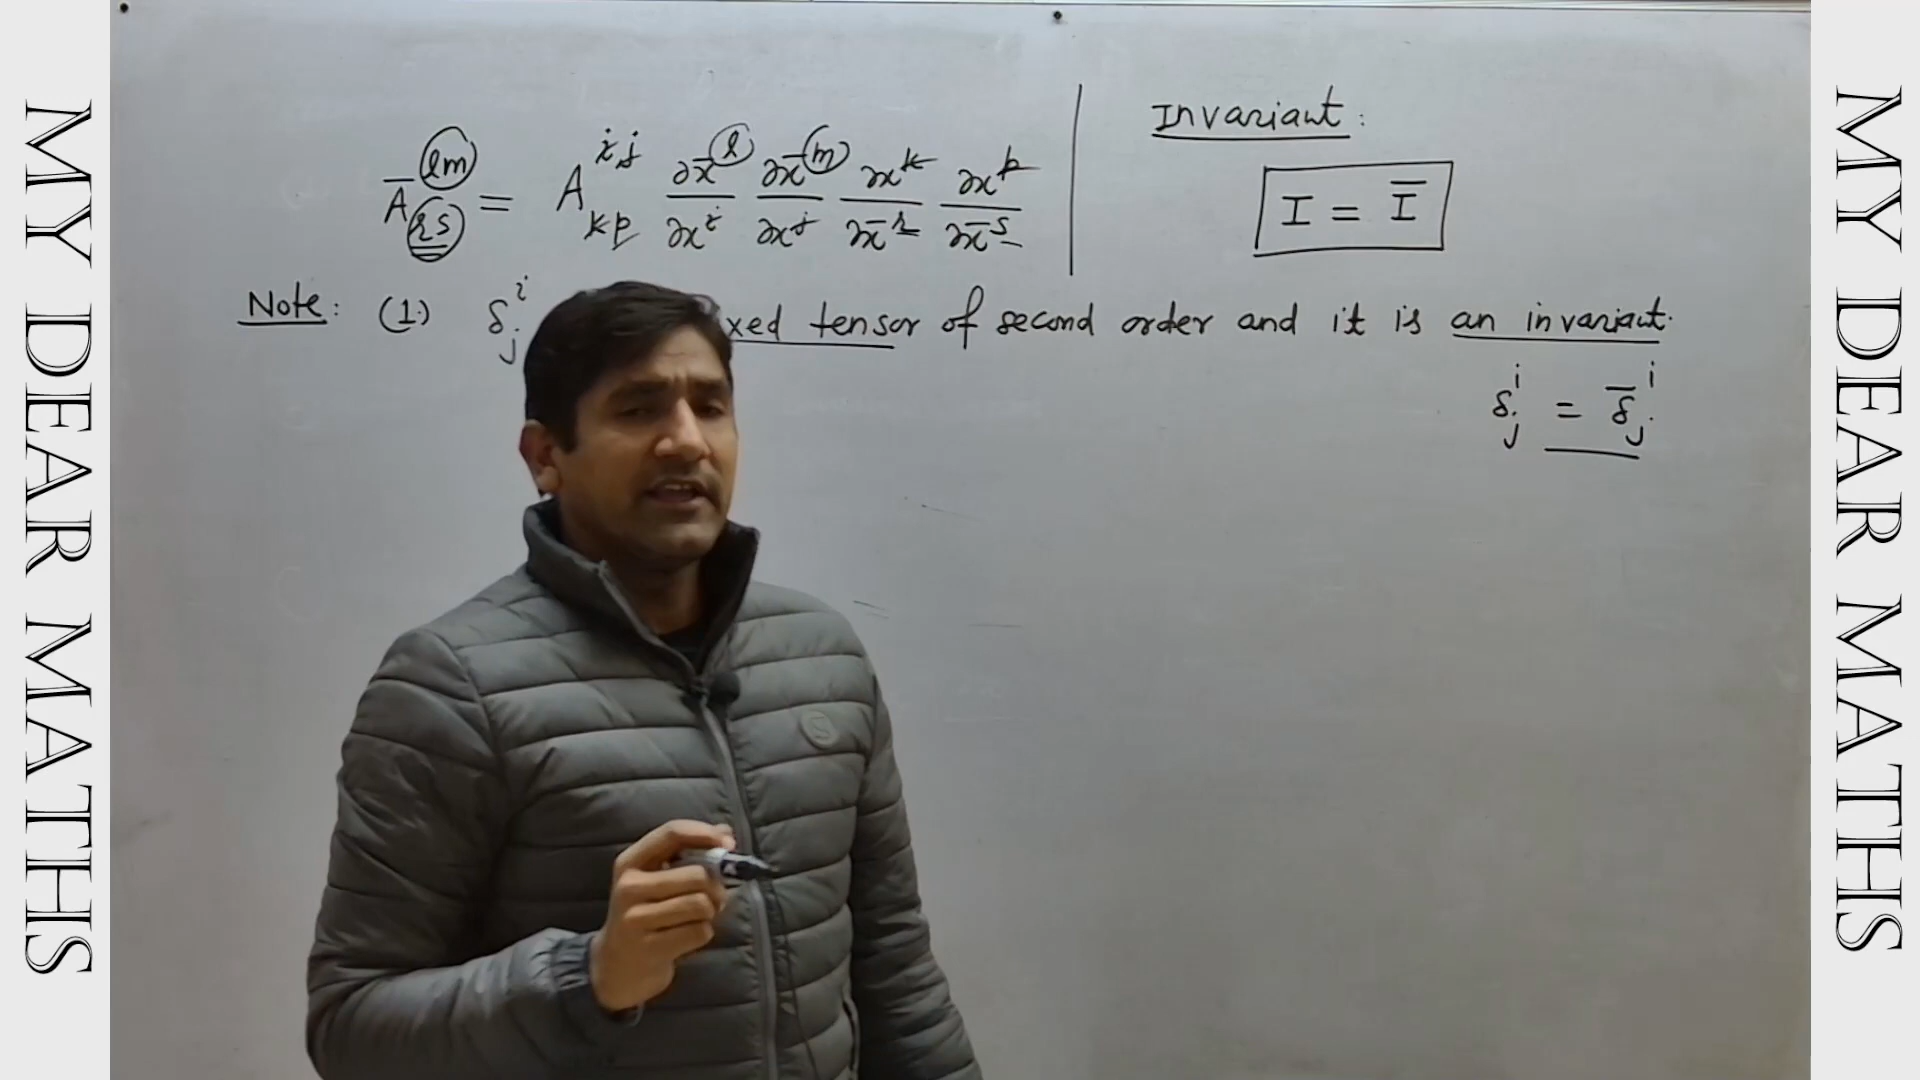 MY DEAR MATHS
Invariant:
A̅^{lm}_{rs} = A^{ij}_{kp} ∂x̅^l/∂x^i ∂x̅^m/∂x^j ∂x^k/∂x̅^r ∂x^p/∂x̅^s
I = I̅
Note: (1.) δ^i_j xed tensor of second order and it is an invariant.
δ^i_j = δ̅^i_j
MY DEAR MATHS